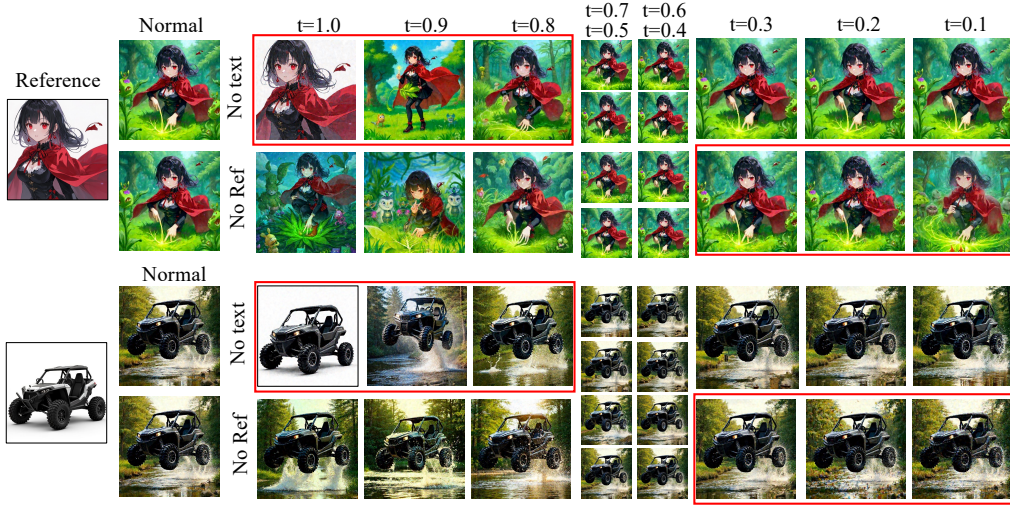 Normal
t=1.0
t=0.9
t=0.8
t=0.7
t=0.6
t=0.5
t=0.4
t=0.3
t=0.2
t=0.1
Reference
No text
No Ref
Normal
No text
No Ref